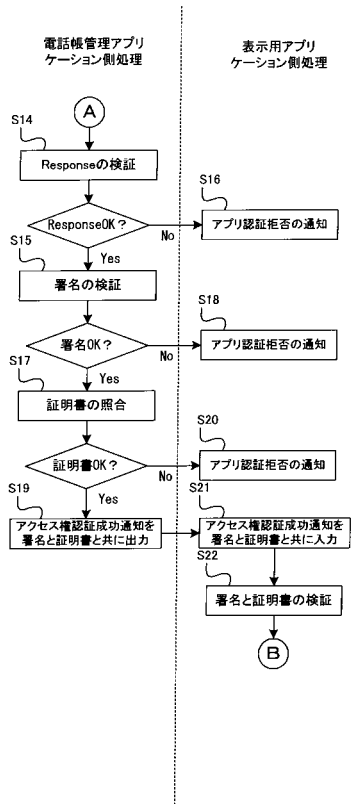 電話帳管理アプリ
ケーション側処理
表示用アプリ
ケーション側処理
A
S14
Responseの検証
S16
ResponseOK?
No
アプリ認証拒否の通知
S15
Yes
署名の検証
S18
署名OK?
No
アプリ認証拒否の通知
S17
Yes
証明書の照合
S20
証明書OK?
No
アプリ認証拒否の通知
S19
Yes
S21
アクセス権認証成功通知を
署名と証明書と共に出力
アクセス権認証成功通知を
署名と証明書と共に入力
S22
署名と証明書の検証
B